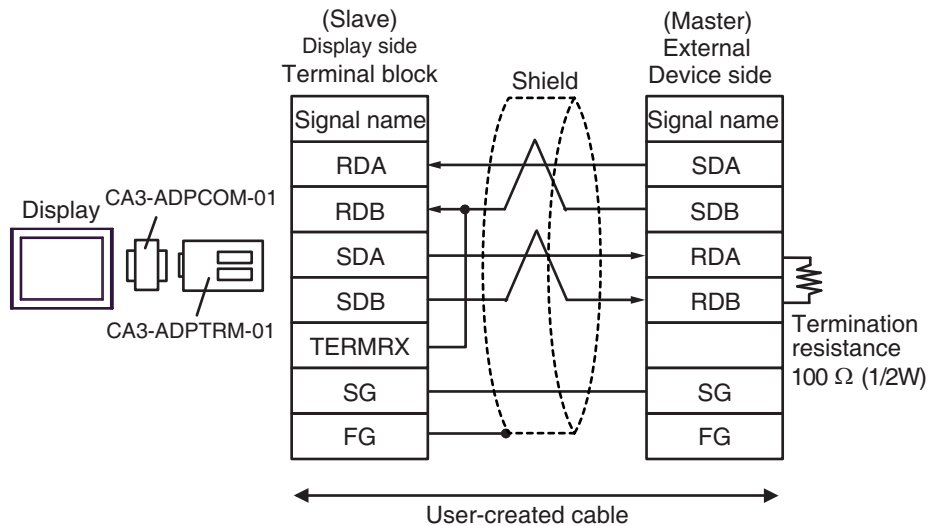 (Slave)
Display side
Terminal block
(Master)
External
Device side
Shield
Signal name
RDA
RDB
SDA
SDB
TERMRX
SG
FG
Signal name
SDA
SDB
RDA
RDB
SG
FG
Display
CA3-ADPCOM-01
CA3-ADPTRM-01
Termination
resistance
100 Ω (1/2W)
User-created cable